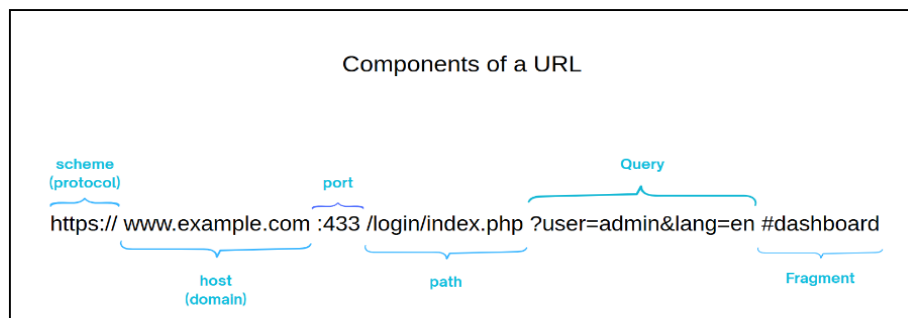 Components of a URL
scheme
(protocol)
port
Query
https:// www.example.com :433 /login/index.php ?user=admin&lang=en #dashboard
host
(domain)
path
Fragment